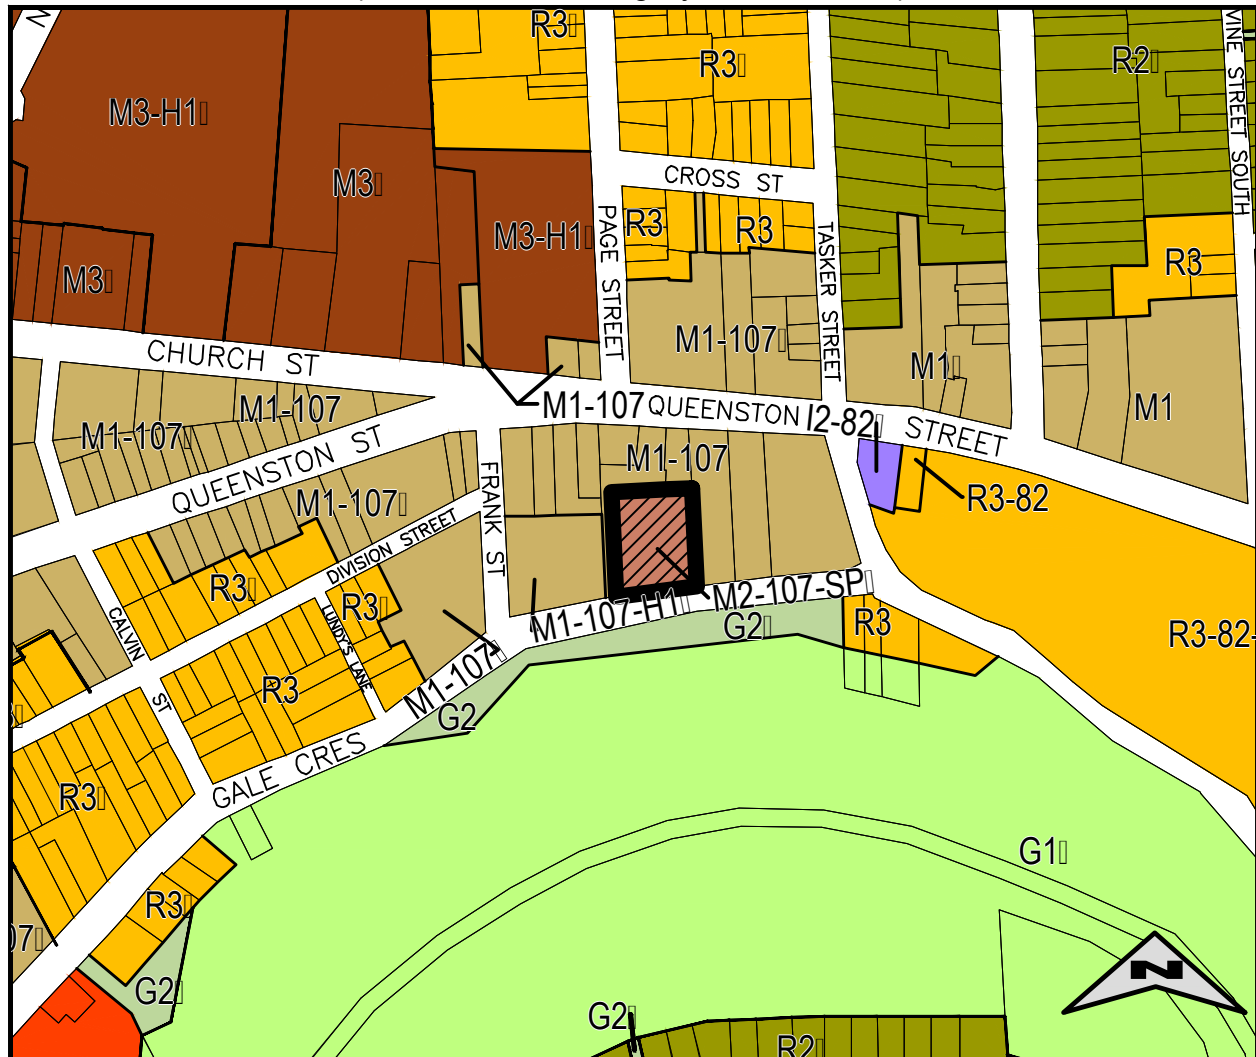 R3
R3
R2
VINE STREET SOUTH
M3-H1
M3
CROSS ST
M3-H1
PAGE STREET
R3
R3
TASKER STREET
R3
M3
CHURCH ST
M1-107
M1
M1-107
M1-107
QUEENSTON STREET
I2-82
M1
M1-107
QUEENSTON ST
M1-107
M1-107
FRANK ST
R3-82
DIVISION STREET
R3
R3
M2-107-SP
M1-107-H1
G2
R3
R3-82-
CALVIN ST
LUNDY'S LANE
M1-107
R3
G2
GALE CRES
R3
G1
R3
07
N
G2
G2
R2